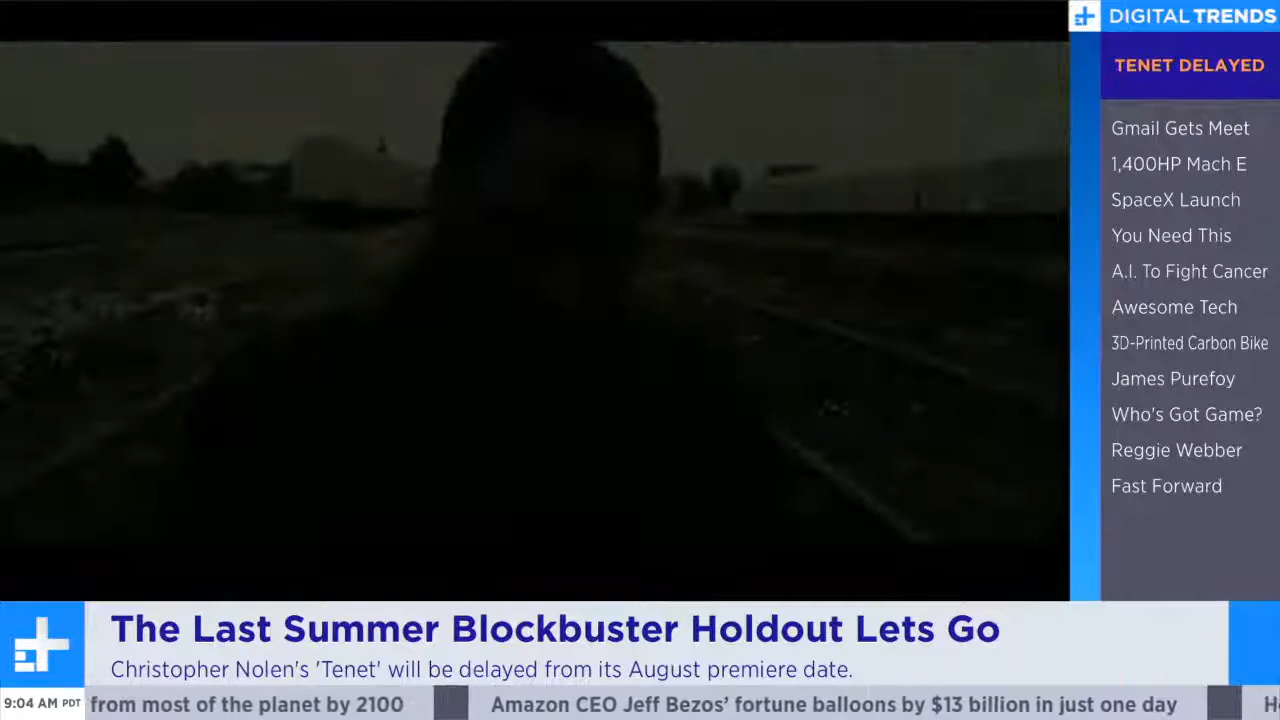 DIGITAL TRENDS
TENET DELAYED
Gmail Gets Meet
1,400HP Mach E
SpaceX Launch
You Need This
A.I. To Fight Cancer
Awesome Tech
3D-Printed Carbon Bike
James Purefoy
Who's Got Game?
Reggie Webber
Fast Forward
The Last Summer Blockbuster Holdout Lets Go
Christopher Nolen's 'Tenet' will be delayed from its August premiere date.
9:04 AM PDT from most of the planet by 2100 Amazon CEO Jeff Bezos’ fortune balloons by $13 billion in just one day